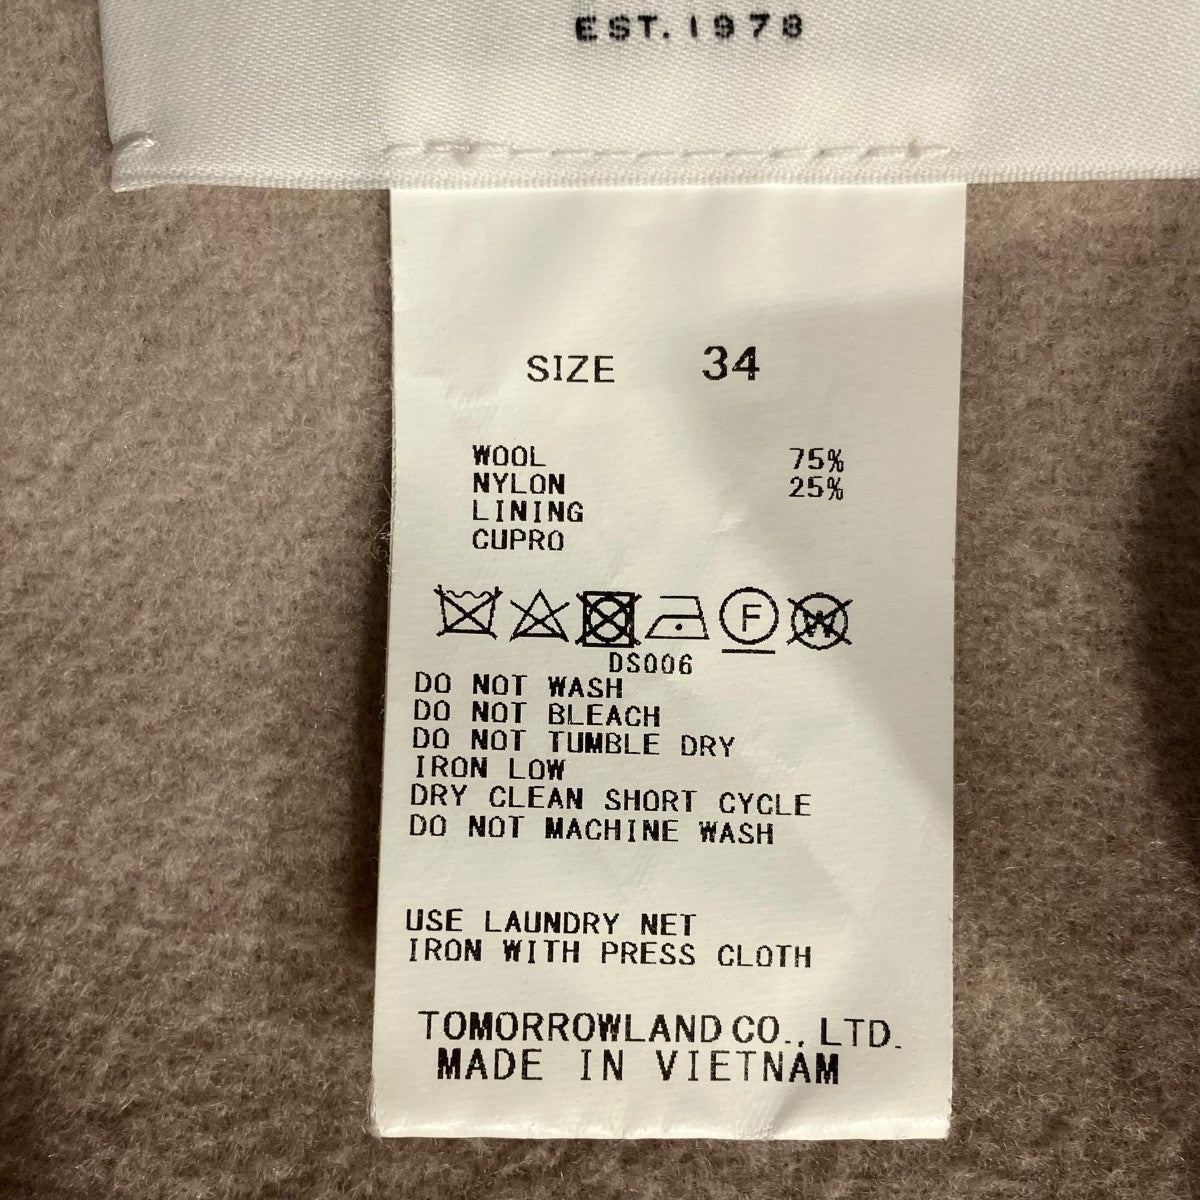 EST. 1978
SIZE 34
WOOL 75%
NYLON 25%
LINING
CUPRO
F W
DS006
DO NOT WASH
DO NOT BLEACH
DO NOT TUMBLE DRY
IRON LOW
DRY CLEAN SHORT CYCLE
DO NOT MACHINE WASH
USE LAUNDRY NET
IRON WITH PRESS CLOTH
TOMORROWLAND CO., LTD.
MADE IN VIETNAM